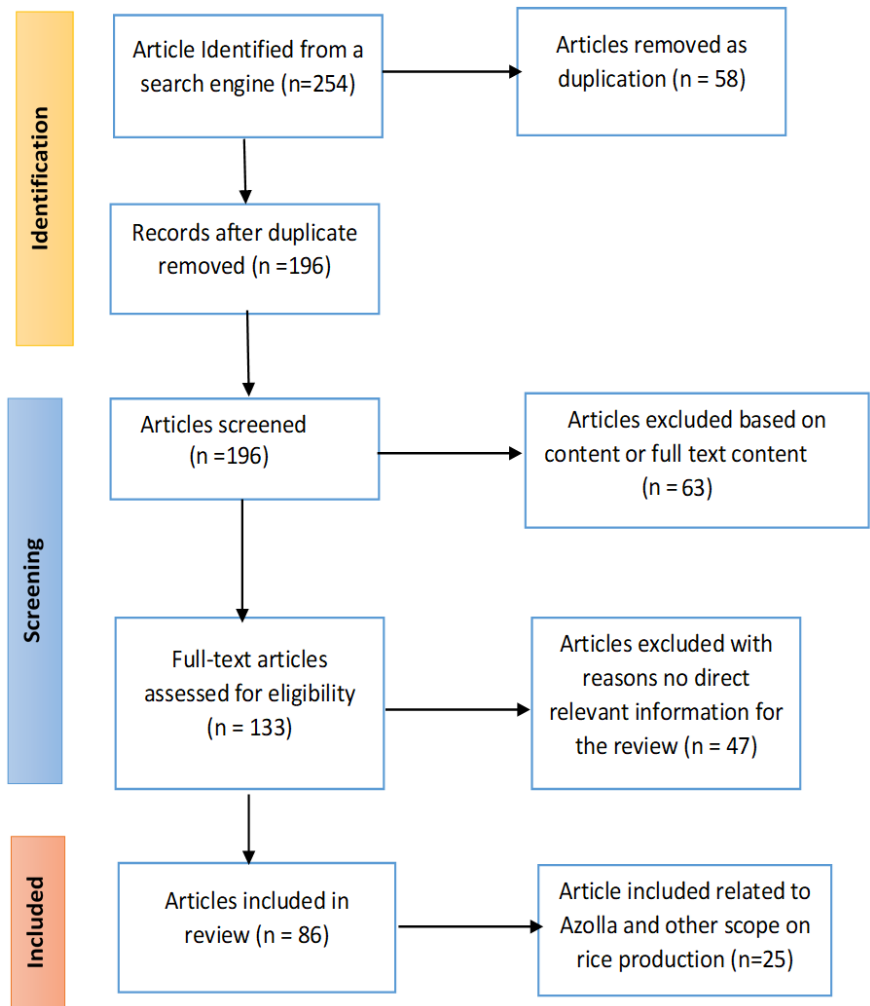 Identification
Article Identified from a
search engine (n=254)
Articles removed as
duplication (n = 58)
Records after duplicate
removed (n =196)
Screening
Articles screened
(n =196)
Articles excluded based on
content or full text content
(n = 63)
Full-text articles
assessed for eligibility
(n = 133)
Articles excluded with
reasons no direct
relevant information for
the review (n = 47)
Included
Articles included in
review (n = 86)
Article included related to
Azolla and other scope on
rice production (n=25)